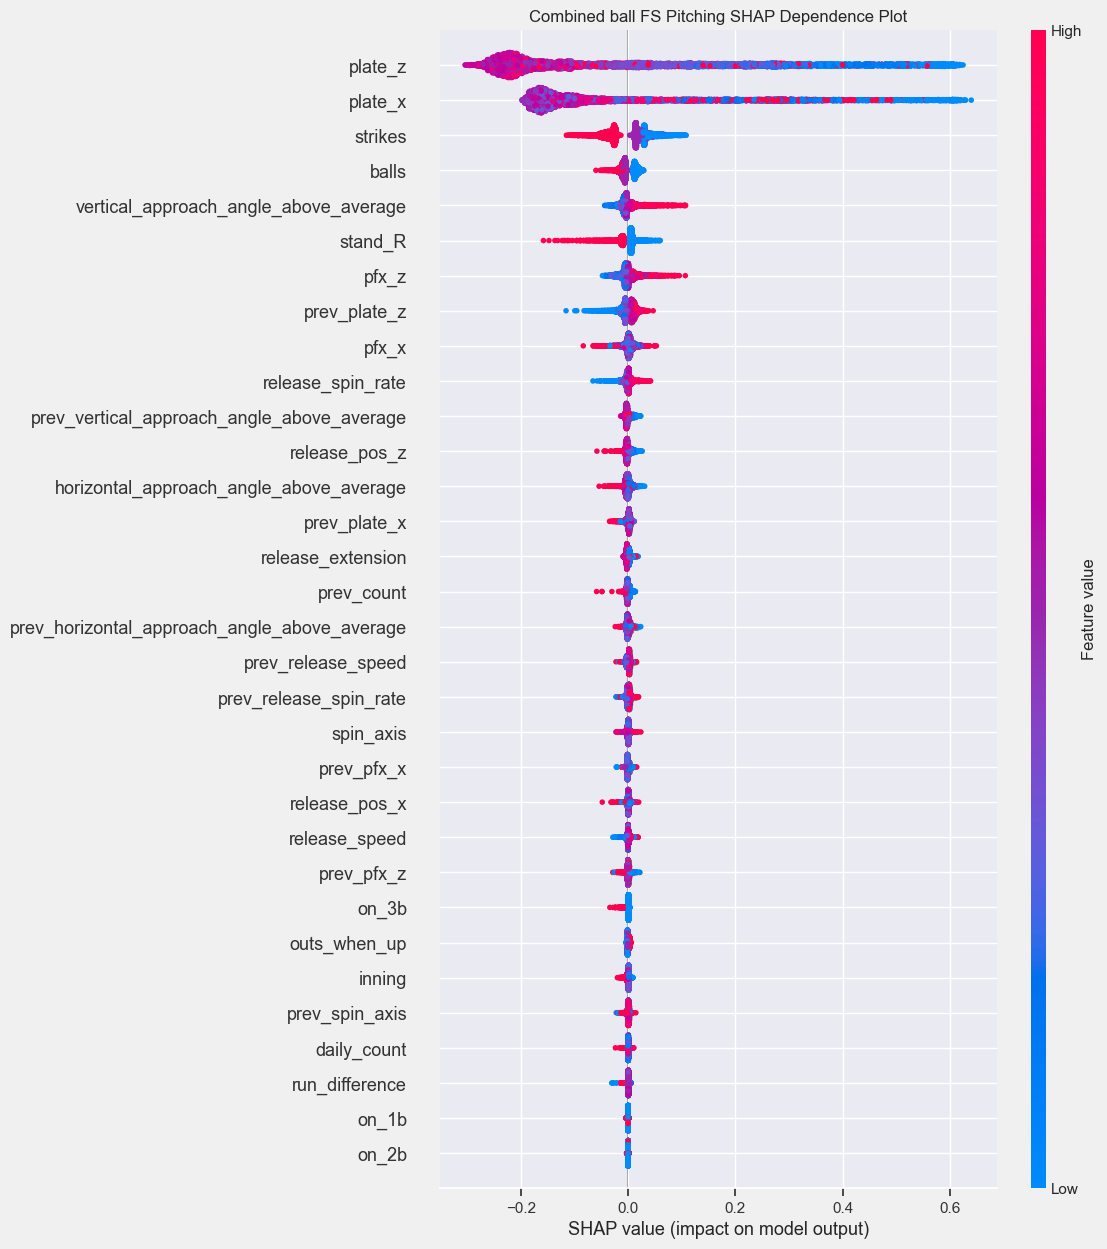 Combined ball FS Pitching SHAP Dependence Plot
High
plate_z
plate_x
strikes
balls
vertical_approach_angle_above_average
stand_R
pfx_z
prev_plate_z
pfx_x
release_spin_rate
prev_vertical_approach_angle_above_average
release_pos_z
horizontal_approach_angle_above_average
prev_plate_x
release_extension
prev_count
prev_horizontal_approach_angle_above_average
prev_release_speed
prev_release_spin_rate
spin_axis
prev_pfx_x
release_pos_x
release_speed
prev_pfx_z
on_3b
outs_when_up
inning
prev_spin_axis
daily_count
run_difference
on_1b
on_2b
Feature value
Low
−0.2 0.0 0.2 0.4 0.6
SHAP value (impact on model output)